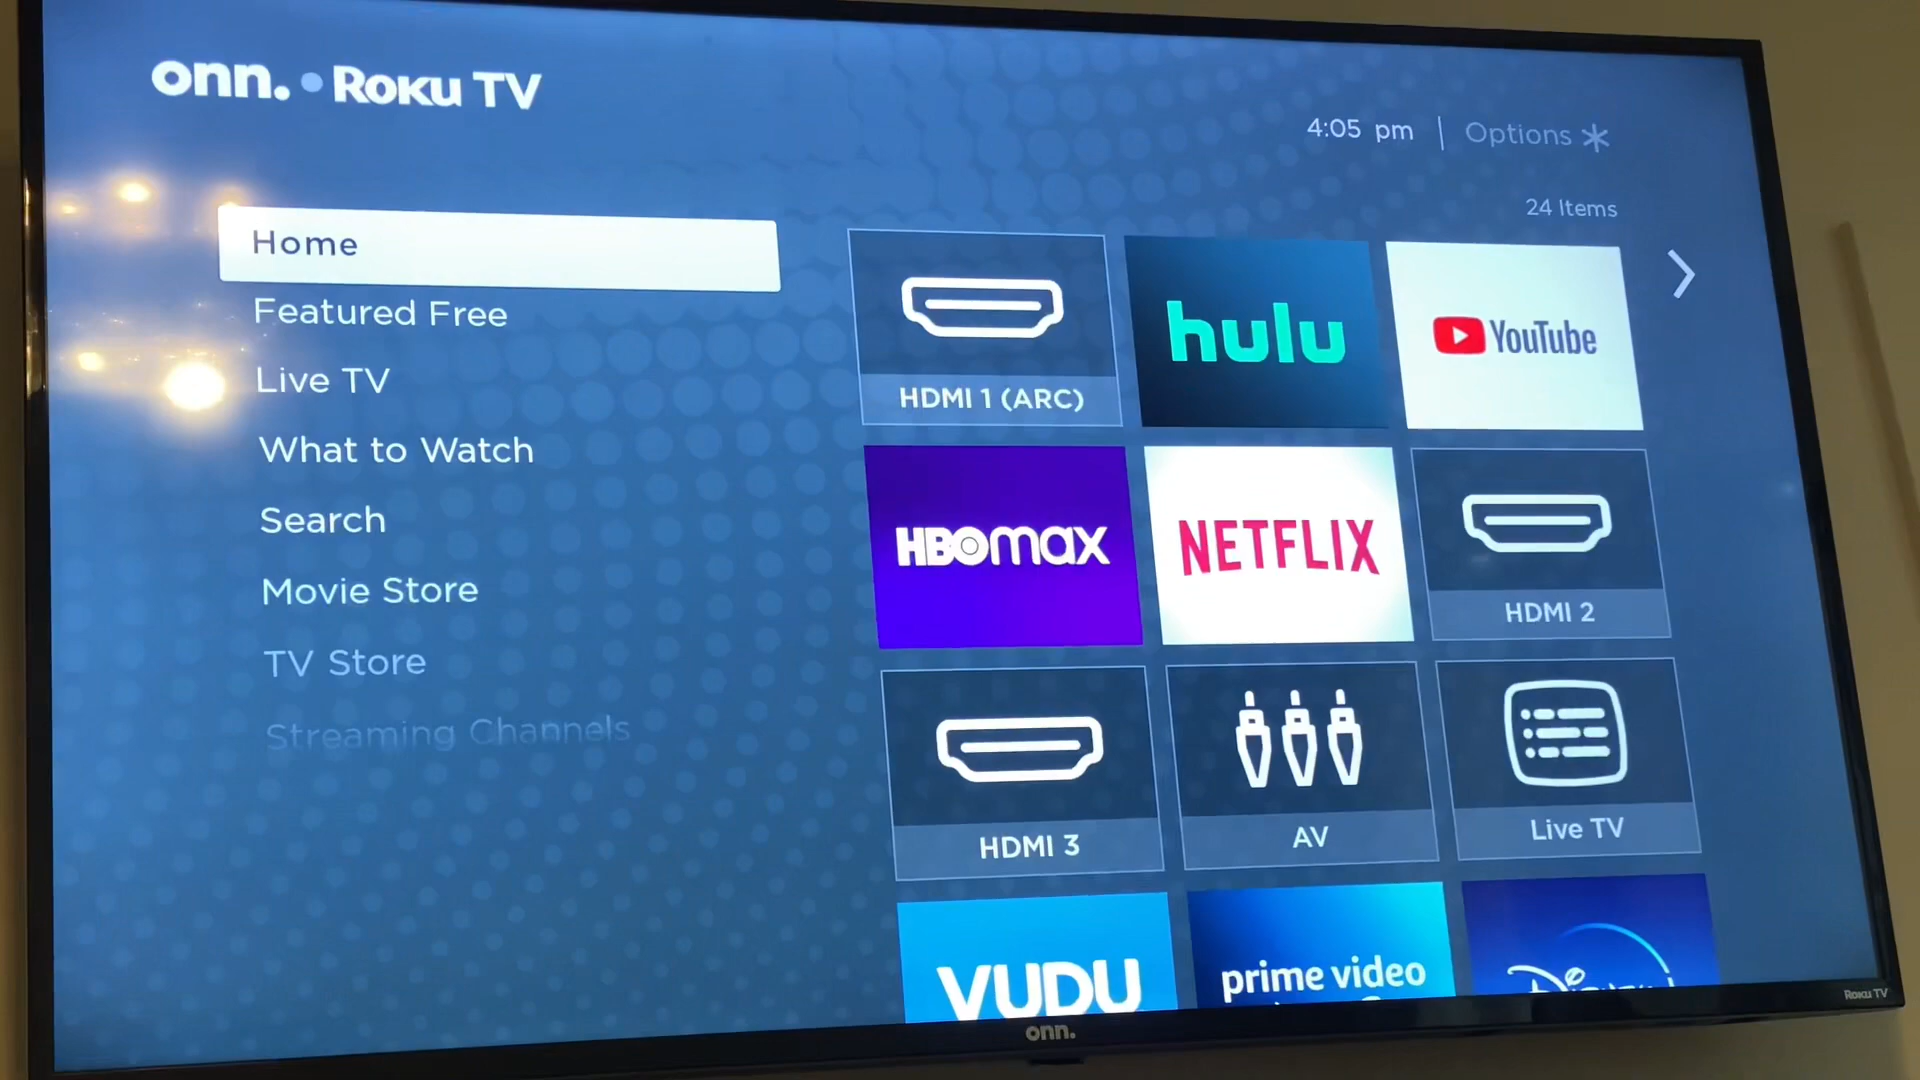 onn. • Roku TV
4:05 pm | Options *
24 Items
Home
Featured Free
Live TV
What to Watch
Search
Movie Store
TV Store
Streaming Channels
HDMI 1 (ARC)
hulu
YouTube
HBOmax
NETFLIX
HDMI 2
HDMI 3
AV
Live TV
VUDU
prime video
Disney
onn.
Roku TV